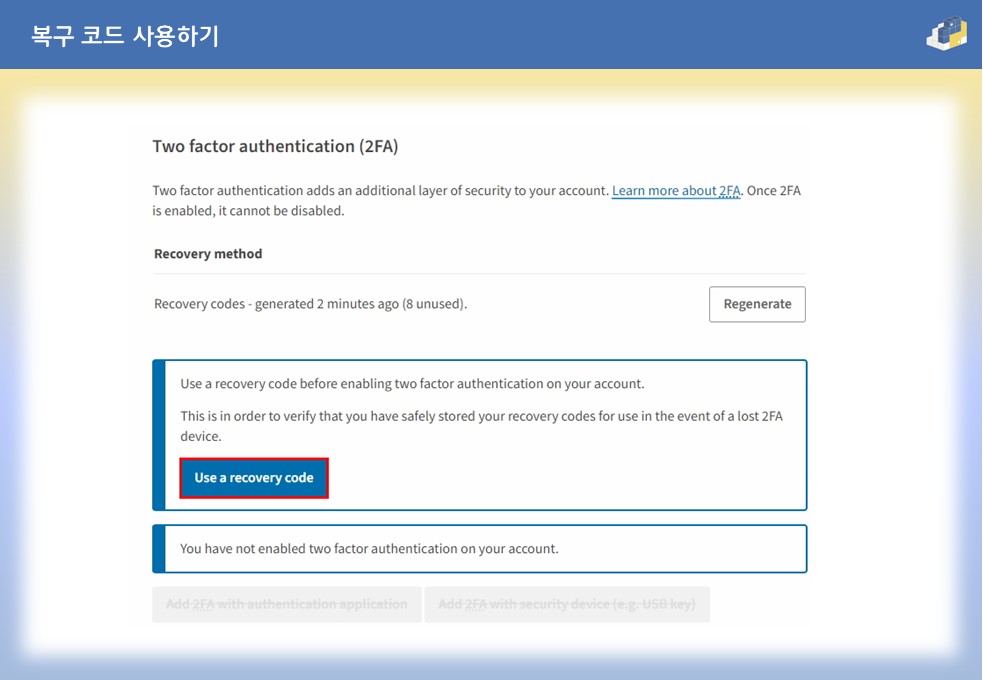 복구 코드 사용하기
Two factor authentication (2FA)
Two factor authentication adds an additional layer of security to your account. Learn more about 2FA. Once 2FA
is enabled, it cannot be disabled.
Recovery method
Recovery codes - generated 2 minutes ago (8 unused).
Regenerate
Use a recovery code before enabling two factor authentication on your account.
This is in order to verify that you have safely stored your recovery codes for use in the event of a lost 2FA
device.
Use a recovery code
You have not enabled two factor authentication on your account.
Add 2FA with authentication application
Add 2FA with security device (e.g. USB key)